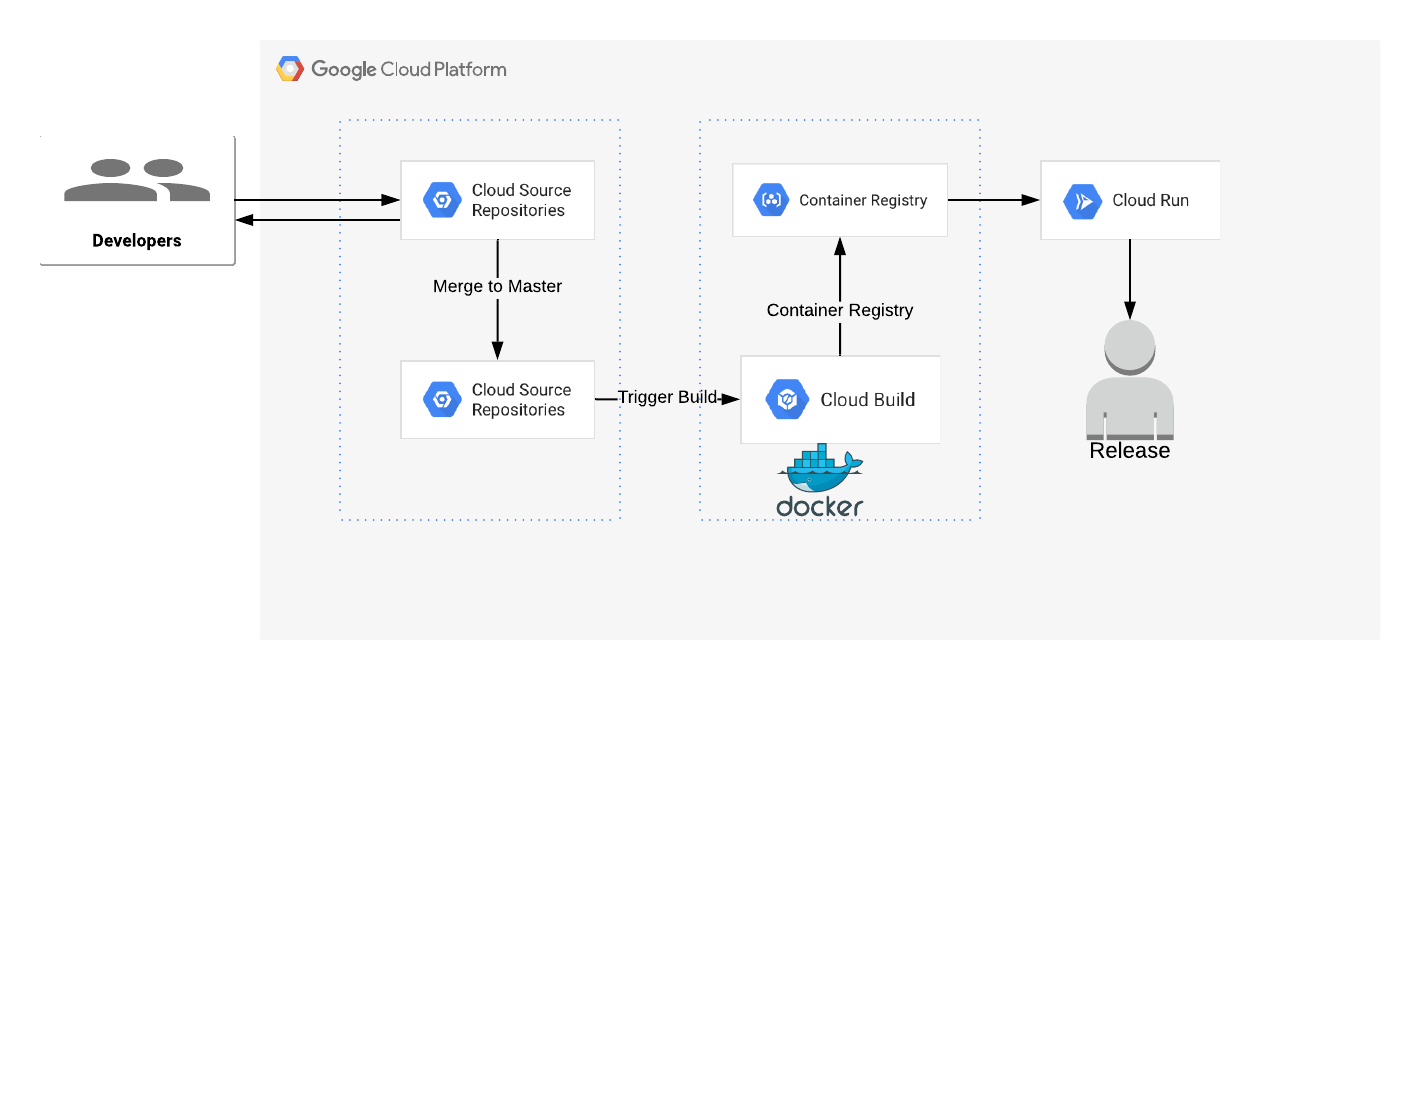 Google Cloud Platform
Developers
Cloud Source
Repositories
Merge to Master
Cloud Source
Repositories
Trigger Build
Container Registry
Container Registry
Cloud Build
docker
Cloud Run
Release